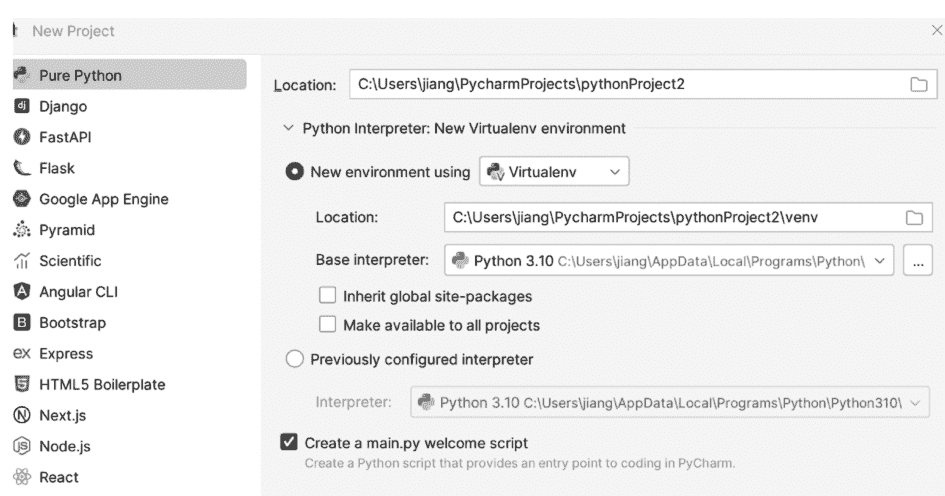 New Project
Pure Python
Django
FastAPI
Flask
Google App Engine
Pyramid
Scientific
Angular CLI
Bootstrap
Express
HTML5 Boilerplate
Next.js
Node.js
React
Location: C:\Users\jiang\PycharmProjects\pythonProject2
Python Interpreter: New Virtualenv environment
New environment using Virtualenv
Location: C:\Users\jiang\PycharmProjects\pythonProject2\venv
Base interpreter: Python 3.10 C:\Users\jiang\AppData\Local\Programs\Python\ ...
Inherit global site-packages
Make available to all projects
Previously configured interpreter
Interpreter: Python 3.10 C:\Users\jiang\AppData\Local\Programs\Python\Python310\
Create a main.py welcome script
Create a Python script that provides an entry point to coding in PyCharm.